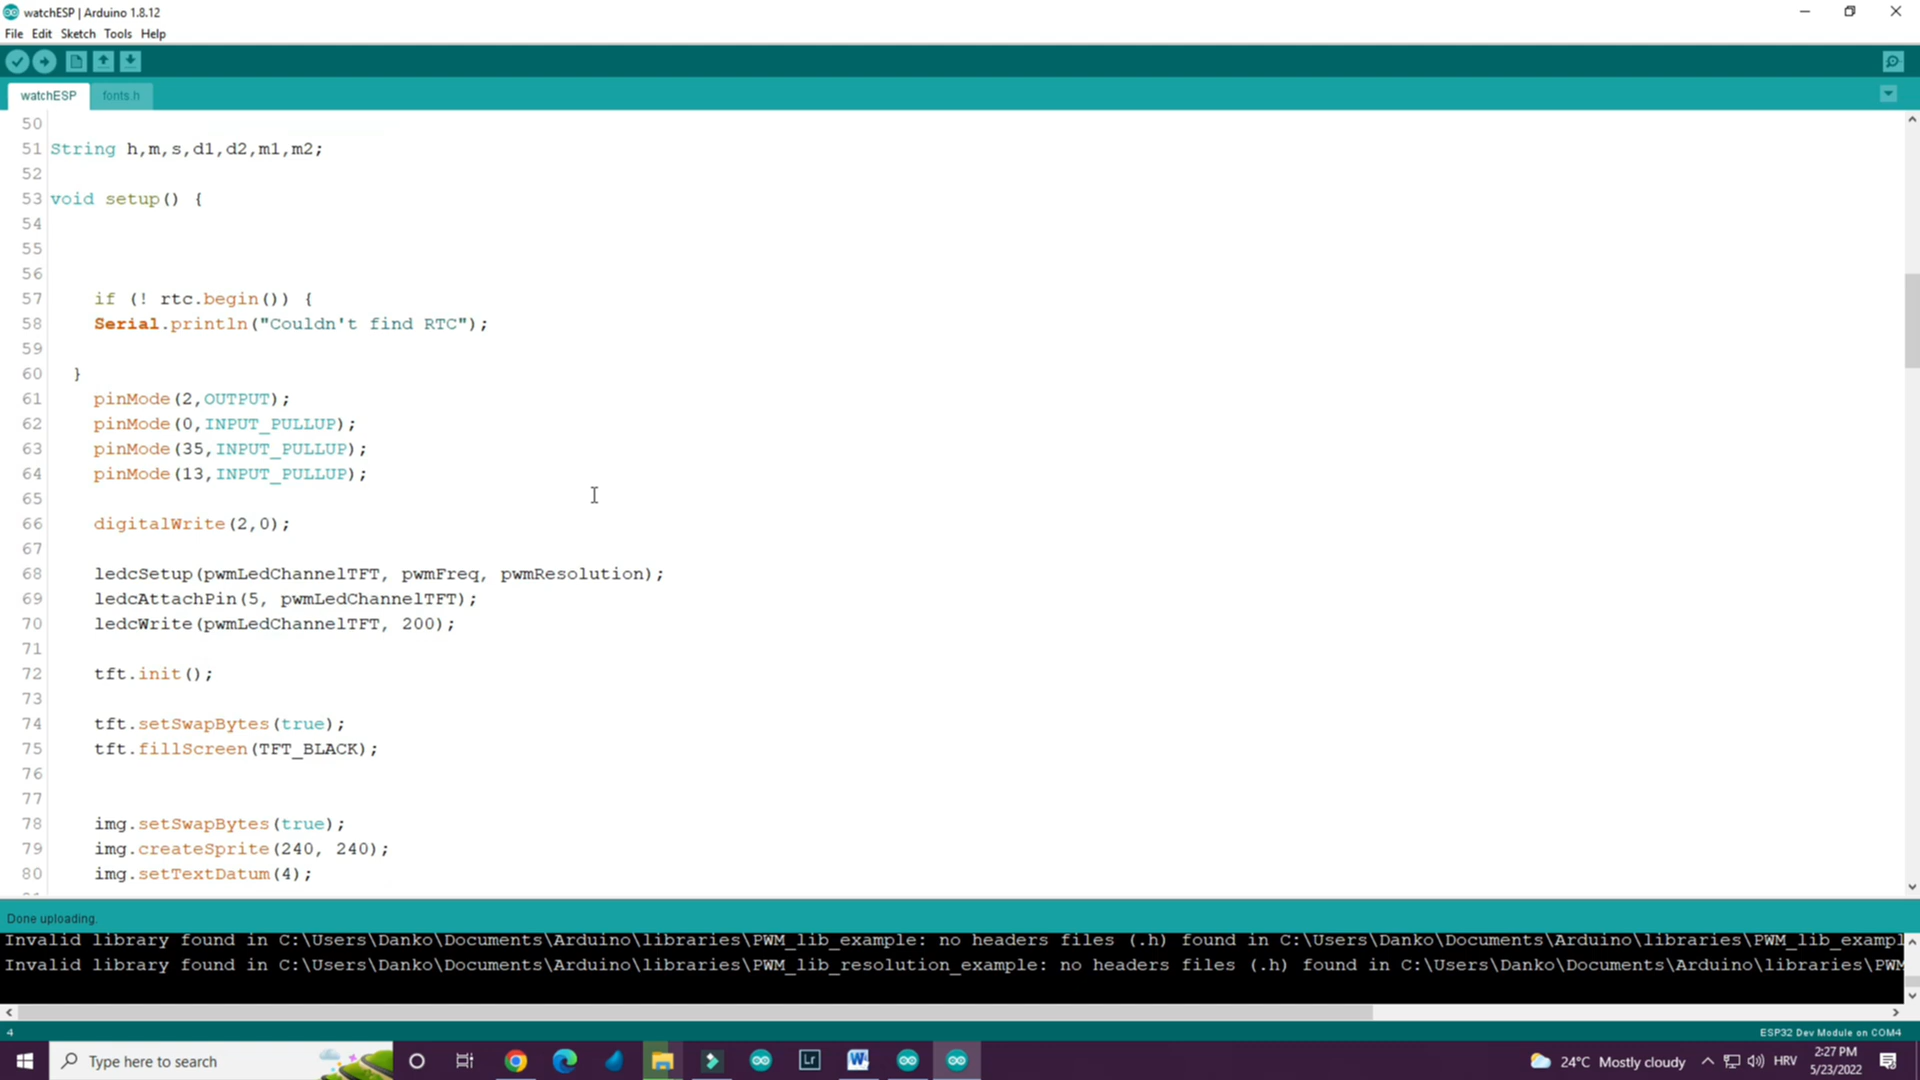 watchESP | Arduino 1.8.12
File Edit Sketch Tools Help
watchESP fonts.h
50
51 String h,m,s,d1,d2,m1,m2;
52
53 void setup() {
54
55
56
57 if (! rtc.begin()) {
58 Serial.println("Couldn't find RTC");
59
60 }
61 pinMode(2,OUTPUT);
62 pinMode(0,INPUT_PULLUP);
63 pinMode(35,INPUT_PULLUP);
64 pinMode(13,INPUT_PULLUP);
65
66 digitalWrite(2,0);
67
68 ledcSetup(pwmLedChannelTFT, pwmFreq, pwmResolution);
69 ledcAttachPin(5, pwmLedChannelTFT);
70 ledcWrite(pwmLedChannelTFT, 200);
71
72 tft.init();
73
74 tft.setSwapBytes(true);
75 tft.fillScreen(TFT_BLACK);
76
77
78 img.setSwapBytes(true);
79 img.createSprite(240, 240);
80 img.setTextDatum(4);
Done uploading.
Invalid library found in C:\Users\Danko\Documents\Arduino\libraries\PWM_lib_example: no headers files (.h) found in C:\Users\Danko\Documents\Arduino\libraries\PWM_lib_exampl
Invalid library found in C:\Users\Danko\Documents\Arduino\libraries\PWM_lib_resolution_example: no headers files (.h) found in C:\Users\Danko\Documents\Arduino\libraries\PWM
4 ESP32 Dev Module on COM4
Type here to search Lr W 24°C Mostly cloudy HRV 2:27 PM
5/23/2022